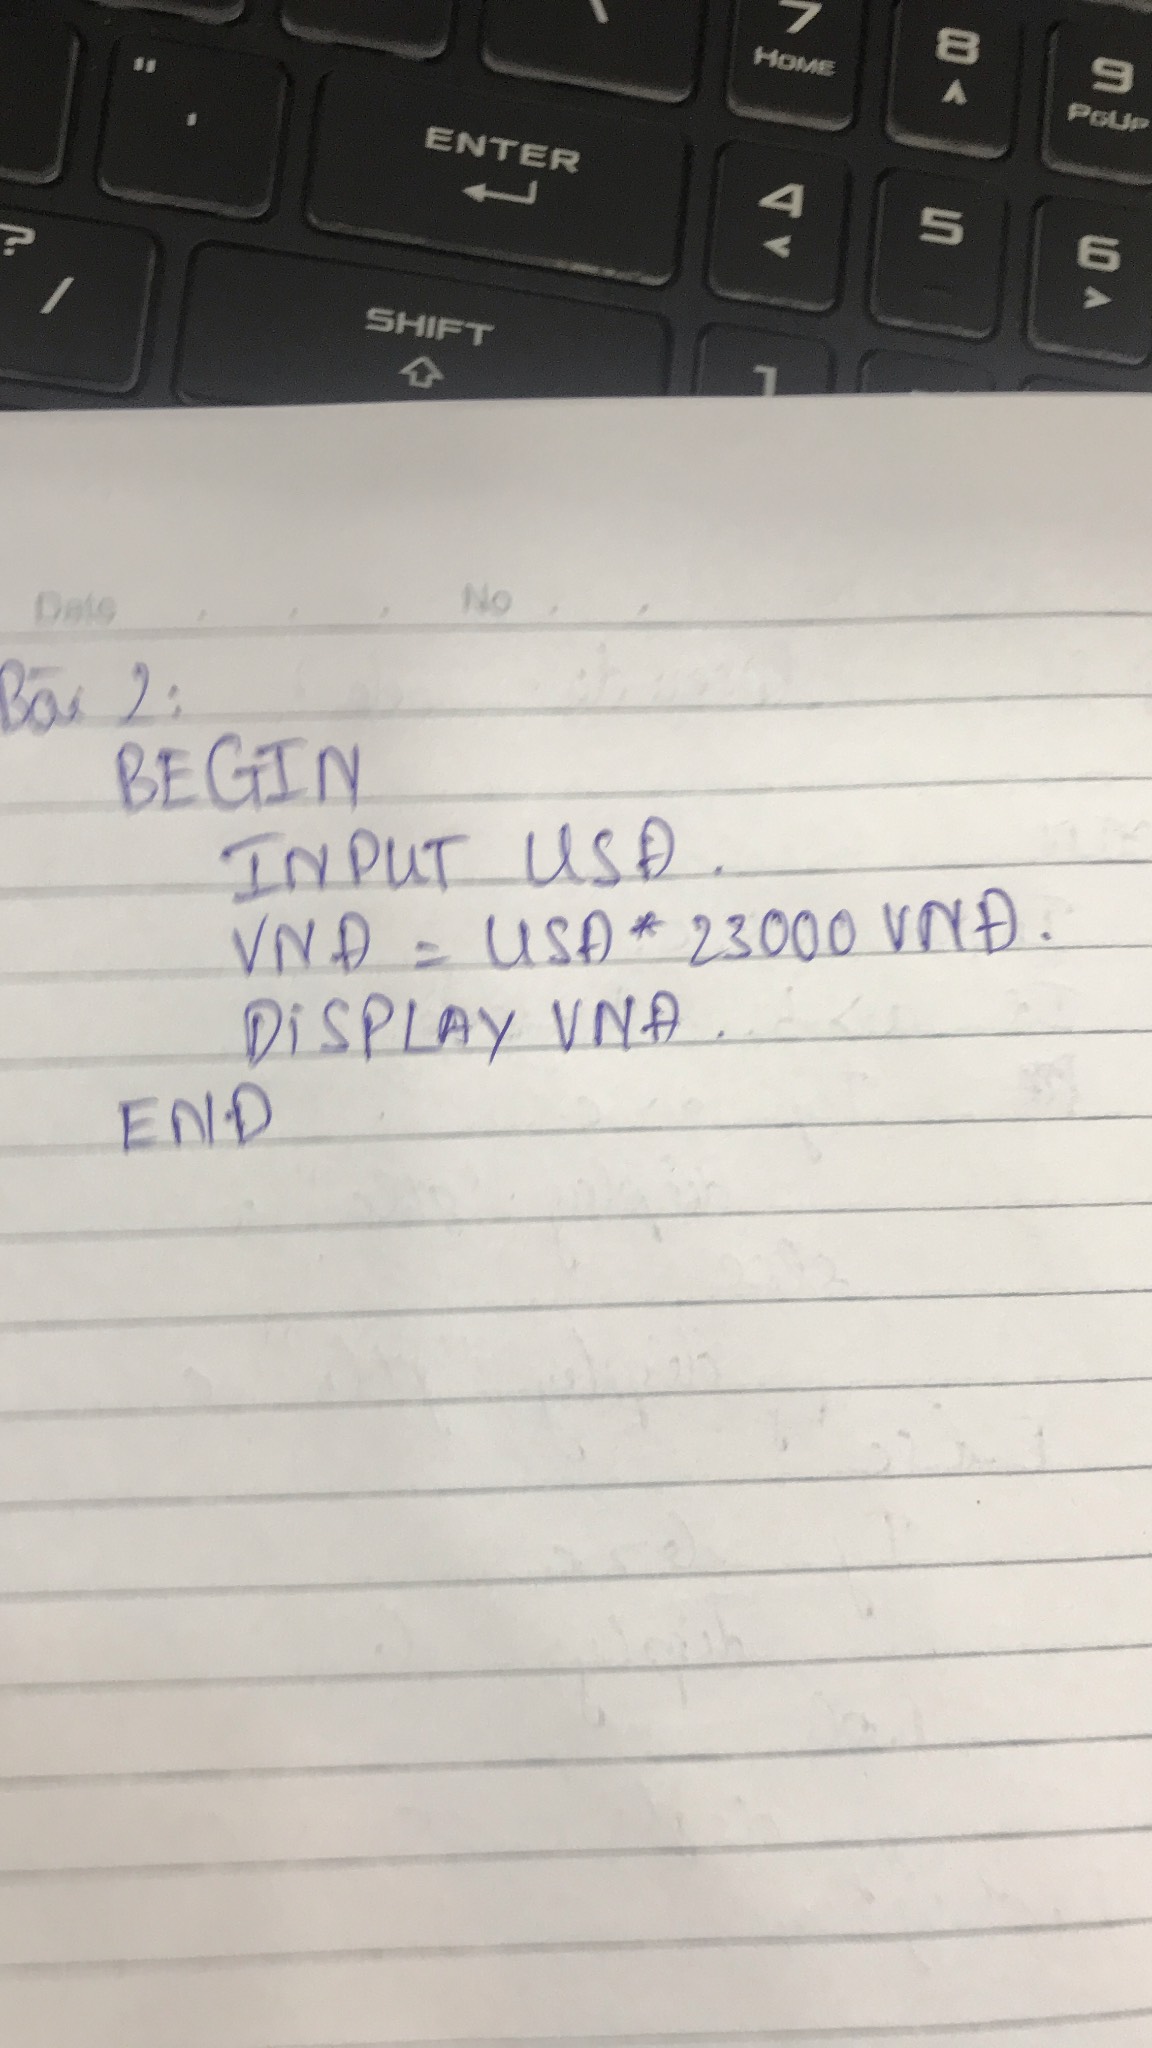 "
'
7
HOME
8
9
PGUP
ENTER
4
5
6
?
/
SHIFT
1
Date No
Bài 2:
BEGIN
INPUT USĐ.
VNĐ = USĐ * 23000 VNĐ.
DiSPLAY VNĐ.
END